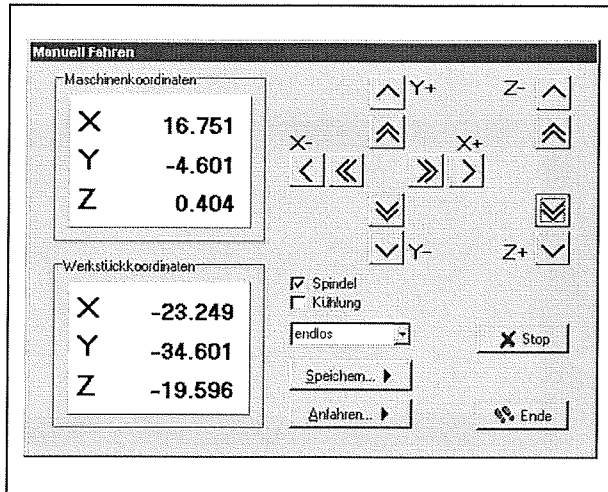 Manuell Fahren
Maschinenkoordinaten
X 16.751
Y -4.601
Z 0.404
Werkstückkoordinaten
X -23.249
Y -34.601
Z -19.596
Y+
Z-
X-
X+
Y-
Z+
Spindel
Kühlung
endlos
Speichern...
Anfahren...
Stop
Ende